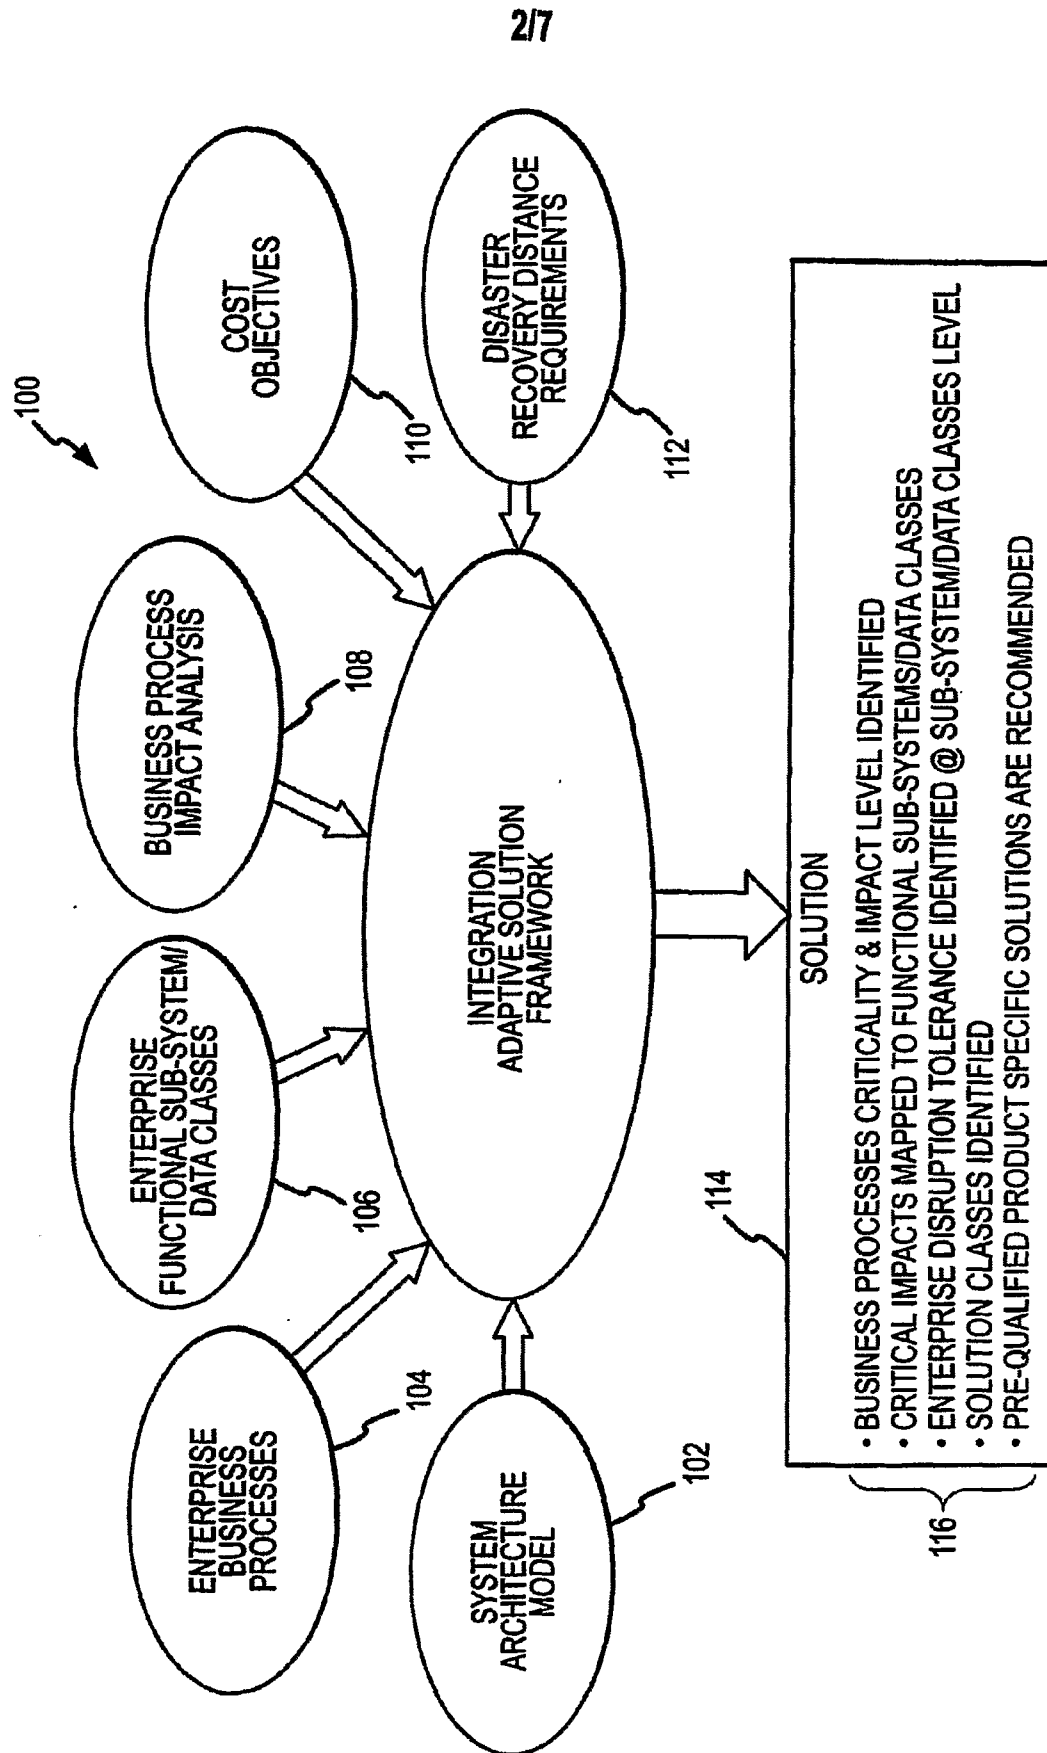 2/7
100
ENTERPRISE
BUSINESS
PROCESSES
104
ENTERPRISE
FUNCTIONAL SUB-SYSTEM/
DATA CLASSES
106
BUSINESS PROCESS
IMPACT ANALYSIS
108
COST
OBJECTIVES
110
SYSTEM
ARCHITECTURE
MODEL
102
INTEGRATION
ADAPTIVE SOLUTION
FRAMEWORK
DISASTER
RECOVERY DISTANCE
REQUIREMENTS
112
114
SOLUTION
• BUSINESS PROCESSES CRITICALITY & IMPACT LEVEL IDENTIFIED
• CRITICAL IMPACTS MAPPED TO FUNCTIONAL SUB-SYSTEMS/DATA CLASSES
• ENTERPRISE DISRUPTION TOLERANCE IDENTIFIED @ SUB-SYSTEM/DATA CLASSES LEVEL
• SOLUTION CLASSES IDENTIFIED
• PRE-QUALIFIED PRODUCT SPECIFIC SOLUTIONS ARE RECOMMENDED
116